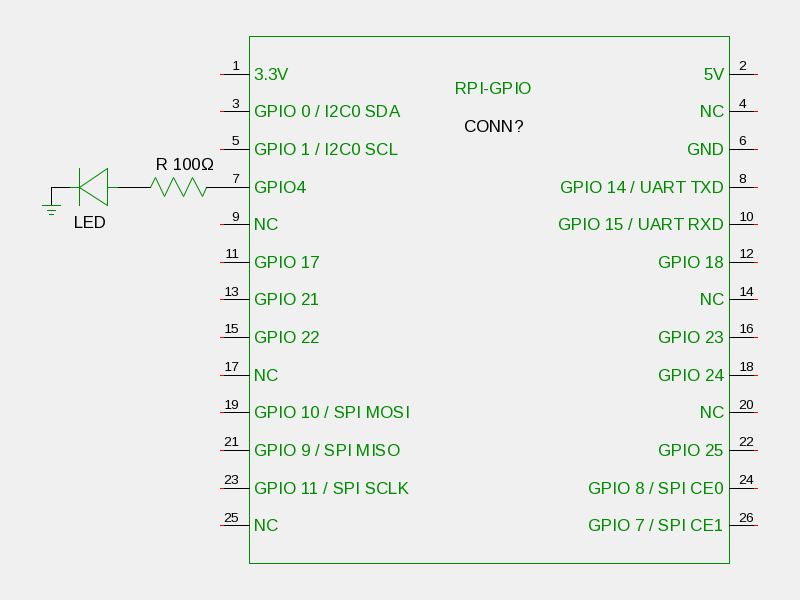 RPI-GPIO
CONN?
1 3.3V 5V 2
3 GPIO 0 / I2C0 SDA NC 4
5 GPIO 1 / I2C0 SCL GND 6
R 100Ω
7 GPIO4 GPIO 14 / UART TXD 8
LED
9 NC GPIO 15 / UART RXD 10
11 GPIO 17 GPIO 18 12
13 GPIO 21 NC 14
15 GPIO 22 GPIO 23 16
17 NC GPIO 24 18
19 GPIO 10 / SPI MOSI NC 20
21 GPIO 9 / SPI MISO GPIO 25 22
23 GPIO 11 / SPI SCLK GPIO 8 / SPI CE0 24
25 NC GPIO 7 / SPI CE1 26